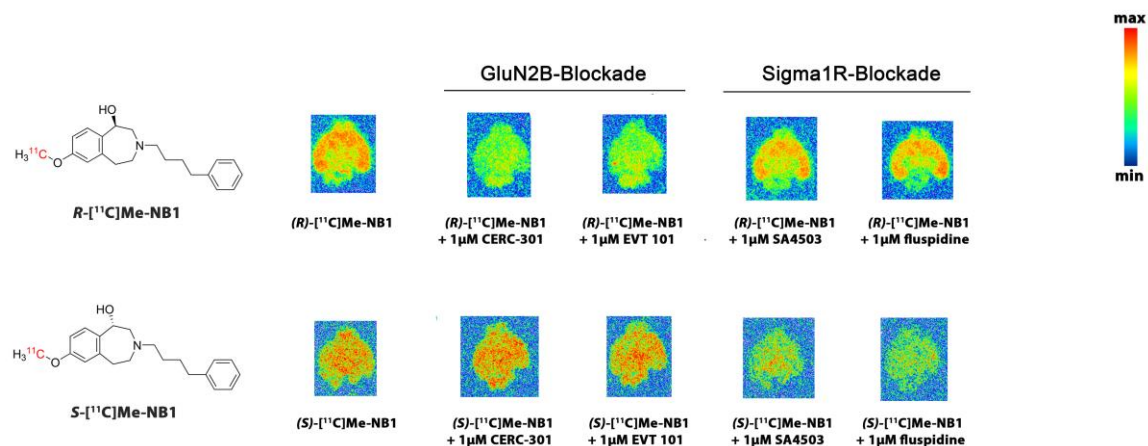 max
min
GluN2B-Blockade
Sigma1R-Blockade
HO
H₃¹¹C
O
N
R-[¹¹C]Me-NB1
(R)-[¹¹C]Me-NB1
(R)-[¹¹C]Me-NB1
+ 1μM CERC-301
(R)-[¹¹C]Me-NB1
+ 1μM EVT 101
(R)-[¹¹C]Me-NB1
+ 1μM SA4503
(R)-[¹¹C]Me-NB1
+ 1μM fluspidine
HO
H₃¹¹C
O
N
S-[¹¹C]Me-NB1
(S)-[¹¹C]Me-NB1
(S)-[¹¹C]Me-NB1
+ 1μM CERC-301
(S)-[¹¹C]Me-NB1
+ 1μM EVT 101
(S)-[¹¹C]Me-NB1
+ 1μM SA4503
(S)-[¹¹C]Me-NB1
+ 1μM fluspidine